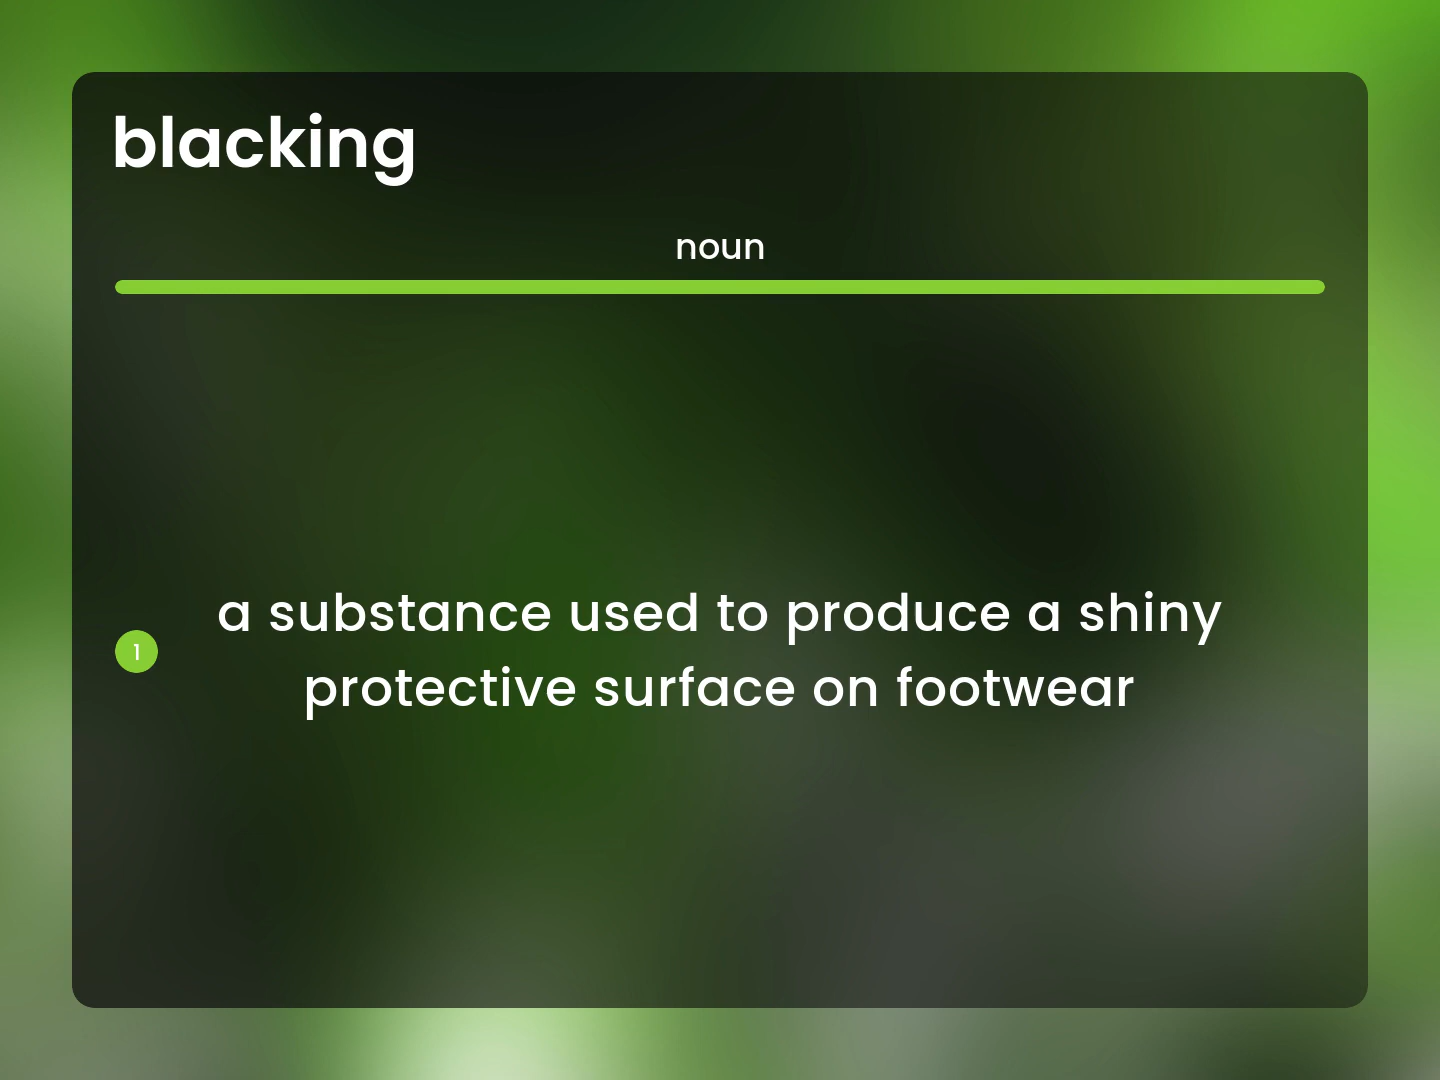 blacking
noun
1
a substance used to produce a shiny
protective surface on footwear